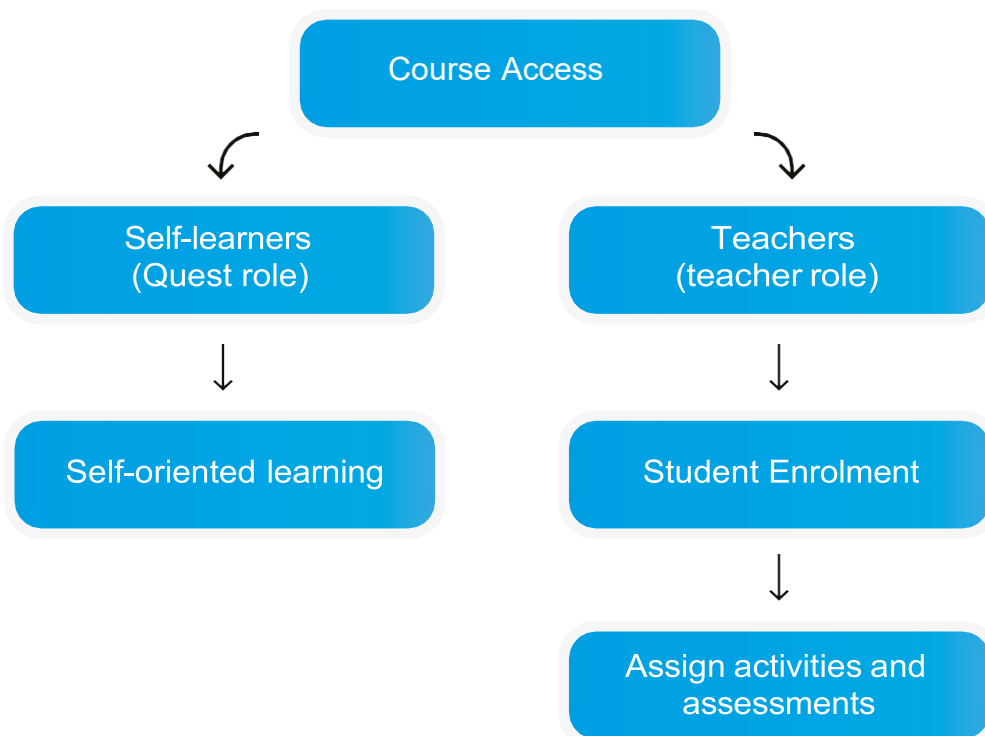 Course Access
Self-learners
(Quest role)
Teachers
(teacher role)
Self-oriented learning
Student Enrolment
Assign activities and
assessments